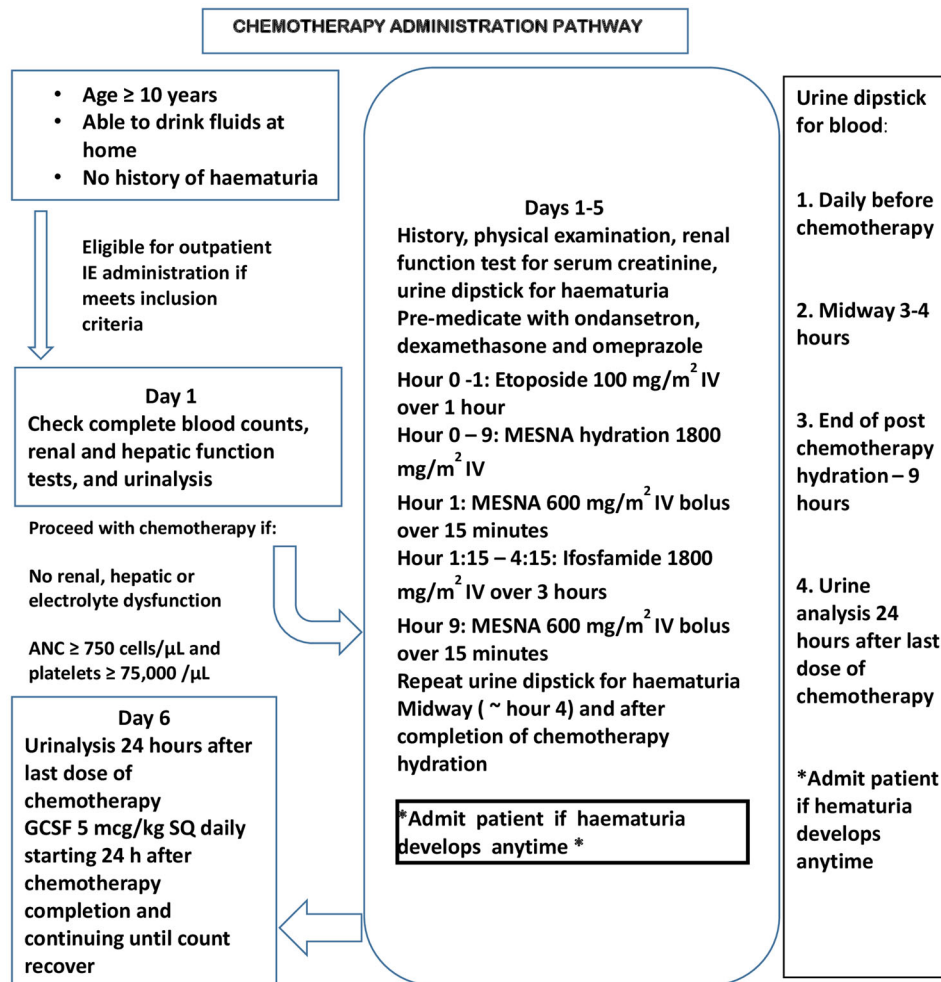 CHEMOTHERAPY ADMINISTRATION PATHWAY
• Age ≥ 10 years
• Able to drink fluids at
home
• No history of haematuria
Eligible for outpatient
IE administration if
meets inclusion
criteria
Day 1
Check complete blood counts,
renal and hepatic function
tests, and urinalysis
Proceed with chemotherapy if:
No renal, hepatic or
electrolyte dysfunction
ANC ≥ 750 cells/µL and
platelets ≥ 75,000 /µL
Day 6
Urinalysis 24 hours after
last dose of
chemotherapy
GCSF 5 mcg/kg SQ daily
starting 24 h after
chemotherapy
completion and
continuing until count
recover
Days 1-5
History, physical examination, renal
function test for serum creatinine,
urine dipstick for haematuria
Pre-medicate with ondansetron,
dexamethasone and omeprazole
Hour 0 -1: Etoposide 100 mg/m² IV
over 1 hour
Hour 0 – 9: MESNA hydration 1800
mg/m² IV
Hour 1: MESNA 600 mg/m² IV bolus
over 15 minutes
Hour 1:15 – 4:15: Ifosfamide 1800
mg/m² IV over 3 hours
Hour 9: MESNA 600 mg/m² IV bolus
over 15 minutes
Repeat urine dipstick for haematuria
Midway ( ~ hour 4) and after
completion of chemotherapy
hydration
*Admit patient if haematuria
develops anytime *
Urine dipstick
for blood:
1. Daily before
chemotherapy
2. Midway 3-4
hours
3. End of post
chemotherapy
hydration – 9
hours
4. Urine
analysis 24
hours after last
dose of
chemotherapy
*Admit patient
if hematuria
develops
anytime